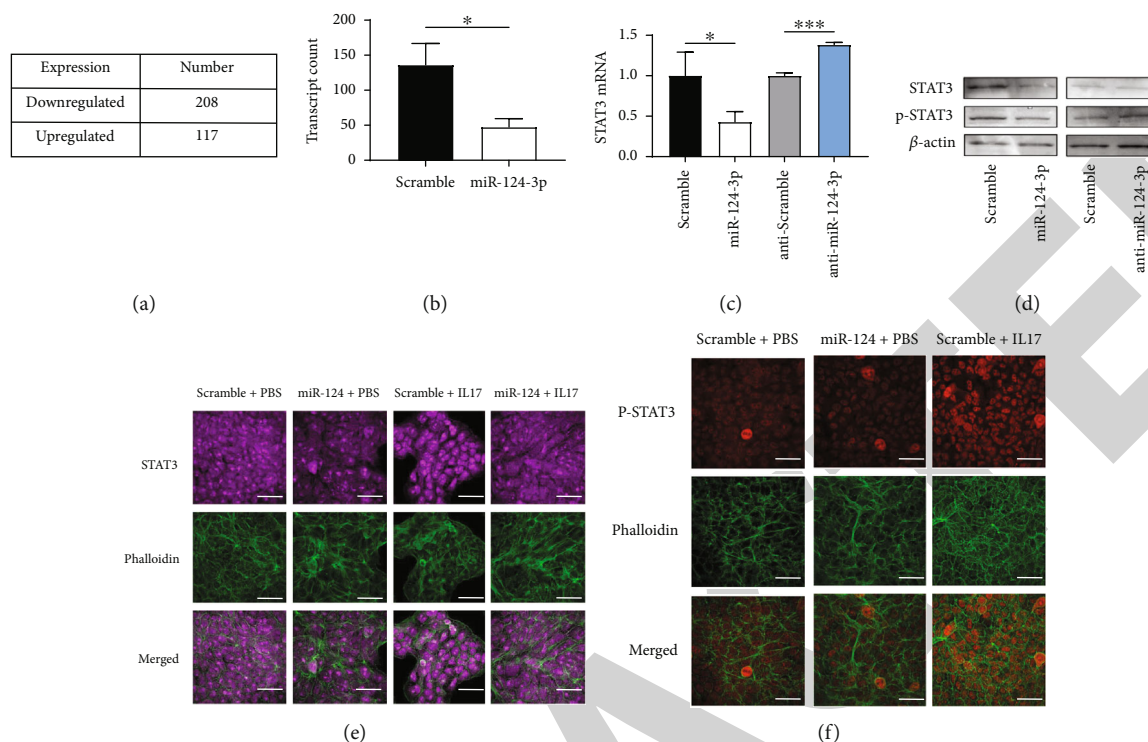 Expression Number
Downregulated 208
Upregulated 117
(a)
Transcript count
200
150
100
50
0
*
Scramble miR-124-3p
(b)
STAT3 mRNA
1.5
1.0
0.5
0.0
*
***
Scramble
miR-124-3p
anti-Scramble
anti-miR-124-3p
(c)
STAT3
p-STAT3
β-actin
Scramble
miR-124-3p
Scramble
anti-miR-124-3p
(d)
Scramble + PBS miR-124 + PBS Scramble + IL17 miR-124 + IL17
STAT3
Phalloidin
Merged
(e)
Scramble + PBS miR-124 + PBS Scramble + IL17
P-STAT3
Phalloidin
Merged
(f)